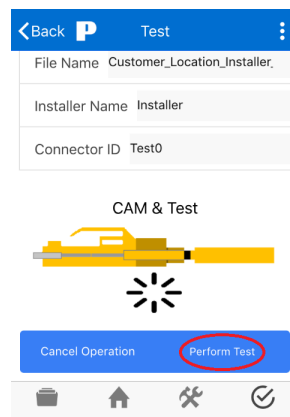 Back P Test
File Name Customer_Location_Installer_
Installer Name Installer
Connector ID Test0
CAM & Test
Cancel Operation Perform Test